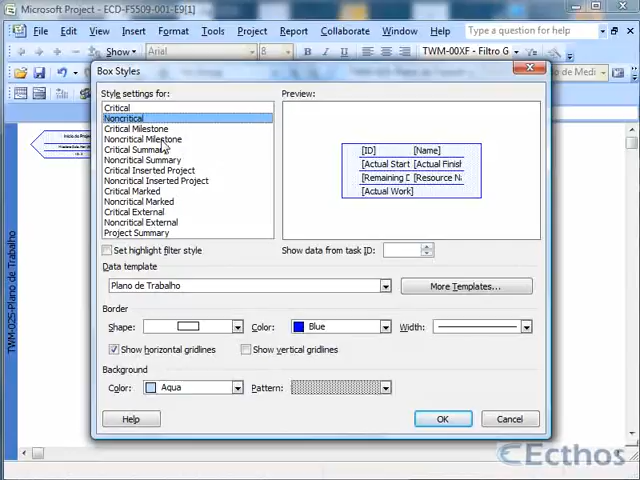 Microsoft Project - ECD-F5509-001-E9[1]
File Edit View Insert Format Tools Project Report Collaborate Window Help
Show Arial 8 B I U TWM-00XF - Filtro G
Box Styles
Style settings for:
Critical
Noncritical
Critical Milestone
Noncritical Milestone
Critical Summary
Noncritical Summary
Critical Inserted Project
Noncritical Inserted Project
Critical Marked
Noncritical Marked
Critical External
Noncritical External
Project Summary
Preview:
[ID] [Name]
[Actual Start [Actual Finish
[Remaining D [Resource Na
[Actual Work]
Set highlight filter style
Show data from task ID:
Data template
Plano de Trabalho
More Templates...
Border
Shape:
Color: Blue
Width:
Show horizontal gridlines
Show vertical gridlines
Background
Color: Aqua
Pattern:
Help
OK
Cancel
TWM-025-Plano de Trabalho
de Medi
Ecthos